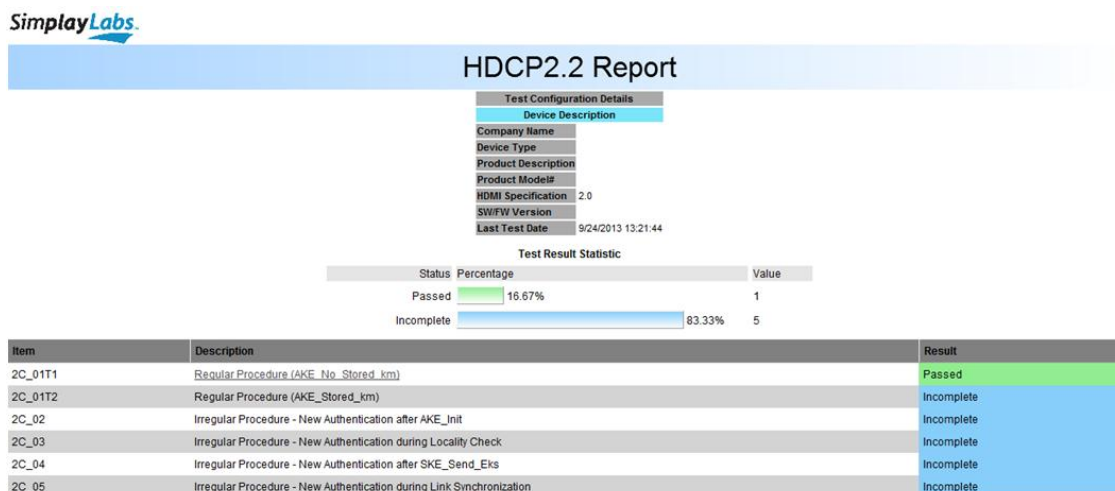 SimplayLabs.
HDCP2.2 Report
Test Configuration Details
Device Description
Company Name
Device Type
Product Description
Product Model#
HDMI Specification 2.0
SW/FW Version
Last Test Date 9/24/2013 13:21:44
Test Result Statistic
Status Percentage Value
Passed 16.67% 1
Incomplete 83.33% 5
Item Description Result
2C_01T1 Regular Procedure (AKE_No_Stored_km) Passed
2C_01T2 Regular Procedure (AKE_Stored_km) Incomplete
2C_02 Irregular Procedure - New Authentication after AKE_Init Incomplete
2C_03 Irregular Procedure - New Authentication during Locality Check Incomplete
2C_04 Irregular Procedure - New Authentication after SKE_Send_Eks Incomplete
2C_05 Irregular Procedure - New Authentication during Link Synchronization Incomplete